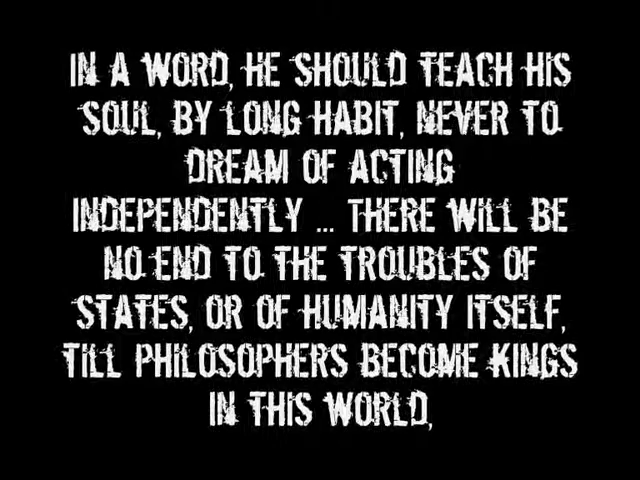 IN A WORD, HE SHOULD TEACH HIS
SOUL, BY LONG HABIT, NEVER TO
DREAM OF ACTING
INDEPENDENTLY ... THERE WILL BE
NO END TO THE TROUBLES OF
STATES, OR OF HUMANITY ITSELF,
TILL PHILOSOPHERS BECOME KINGS
IN THIS WORLD,